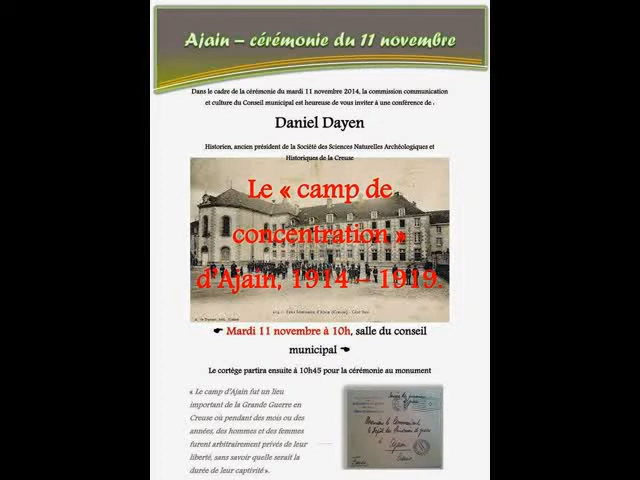 Ajain – cérémonie du 11 novembre
Dans le cadre de la cérémonie du mardi 11 novembre 2014, la commission communication
et culture du Conseil municipal est heureuse de vous inviter à une conférence de :
Daniel Dayen
Historien, ancien président de la Société des Sciences Naturelles Archéologiques et
Historiques de la Creuse
Le « camp de
concentration »
d'Ajain, 1914 – 1919.
Mardi 11 novembre à 10h, salle du conseil
municipal
Le cortège partira ensuite à 10h45 pour la cérémonie au monument
« Le camp d'Ajain fut un lieu
important de la Grande Guerre en
Creuse où pendant des mois ou des
années, des hommes et des femmes
furent arbitrairement privés de leur
liberté, sans savoir quelle serait la
durée de leur captivité ».